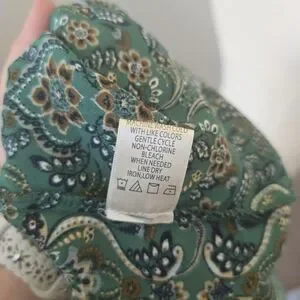 MACHINE WASH COLD
WITH LIKE COLORS
GENTLE CYCLE
NON-CHLORINE
BLEACH
WHEN NEEDED
LINE DRY
IRON,LOW HEAT